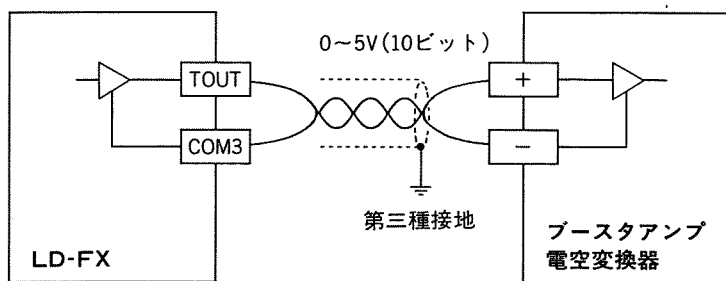 0～5V(10ビット)
TOUT
COM3
+
−
第三種接地
LD-FX
ブースタアンプ
電空変換器